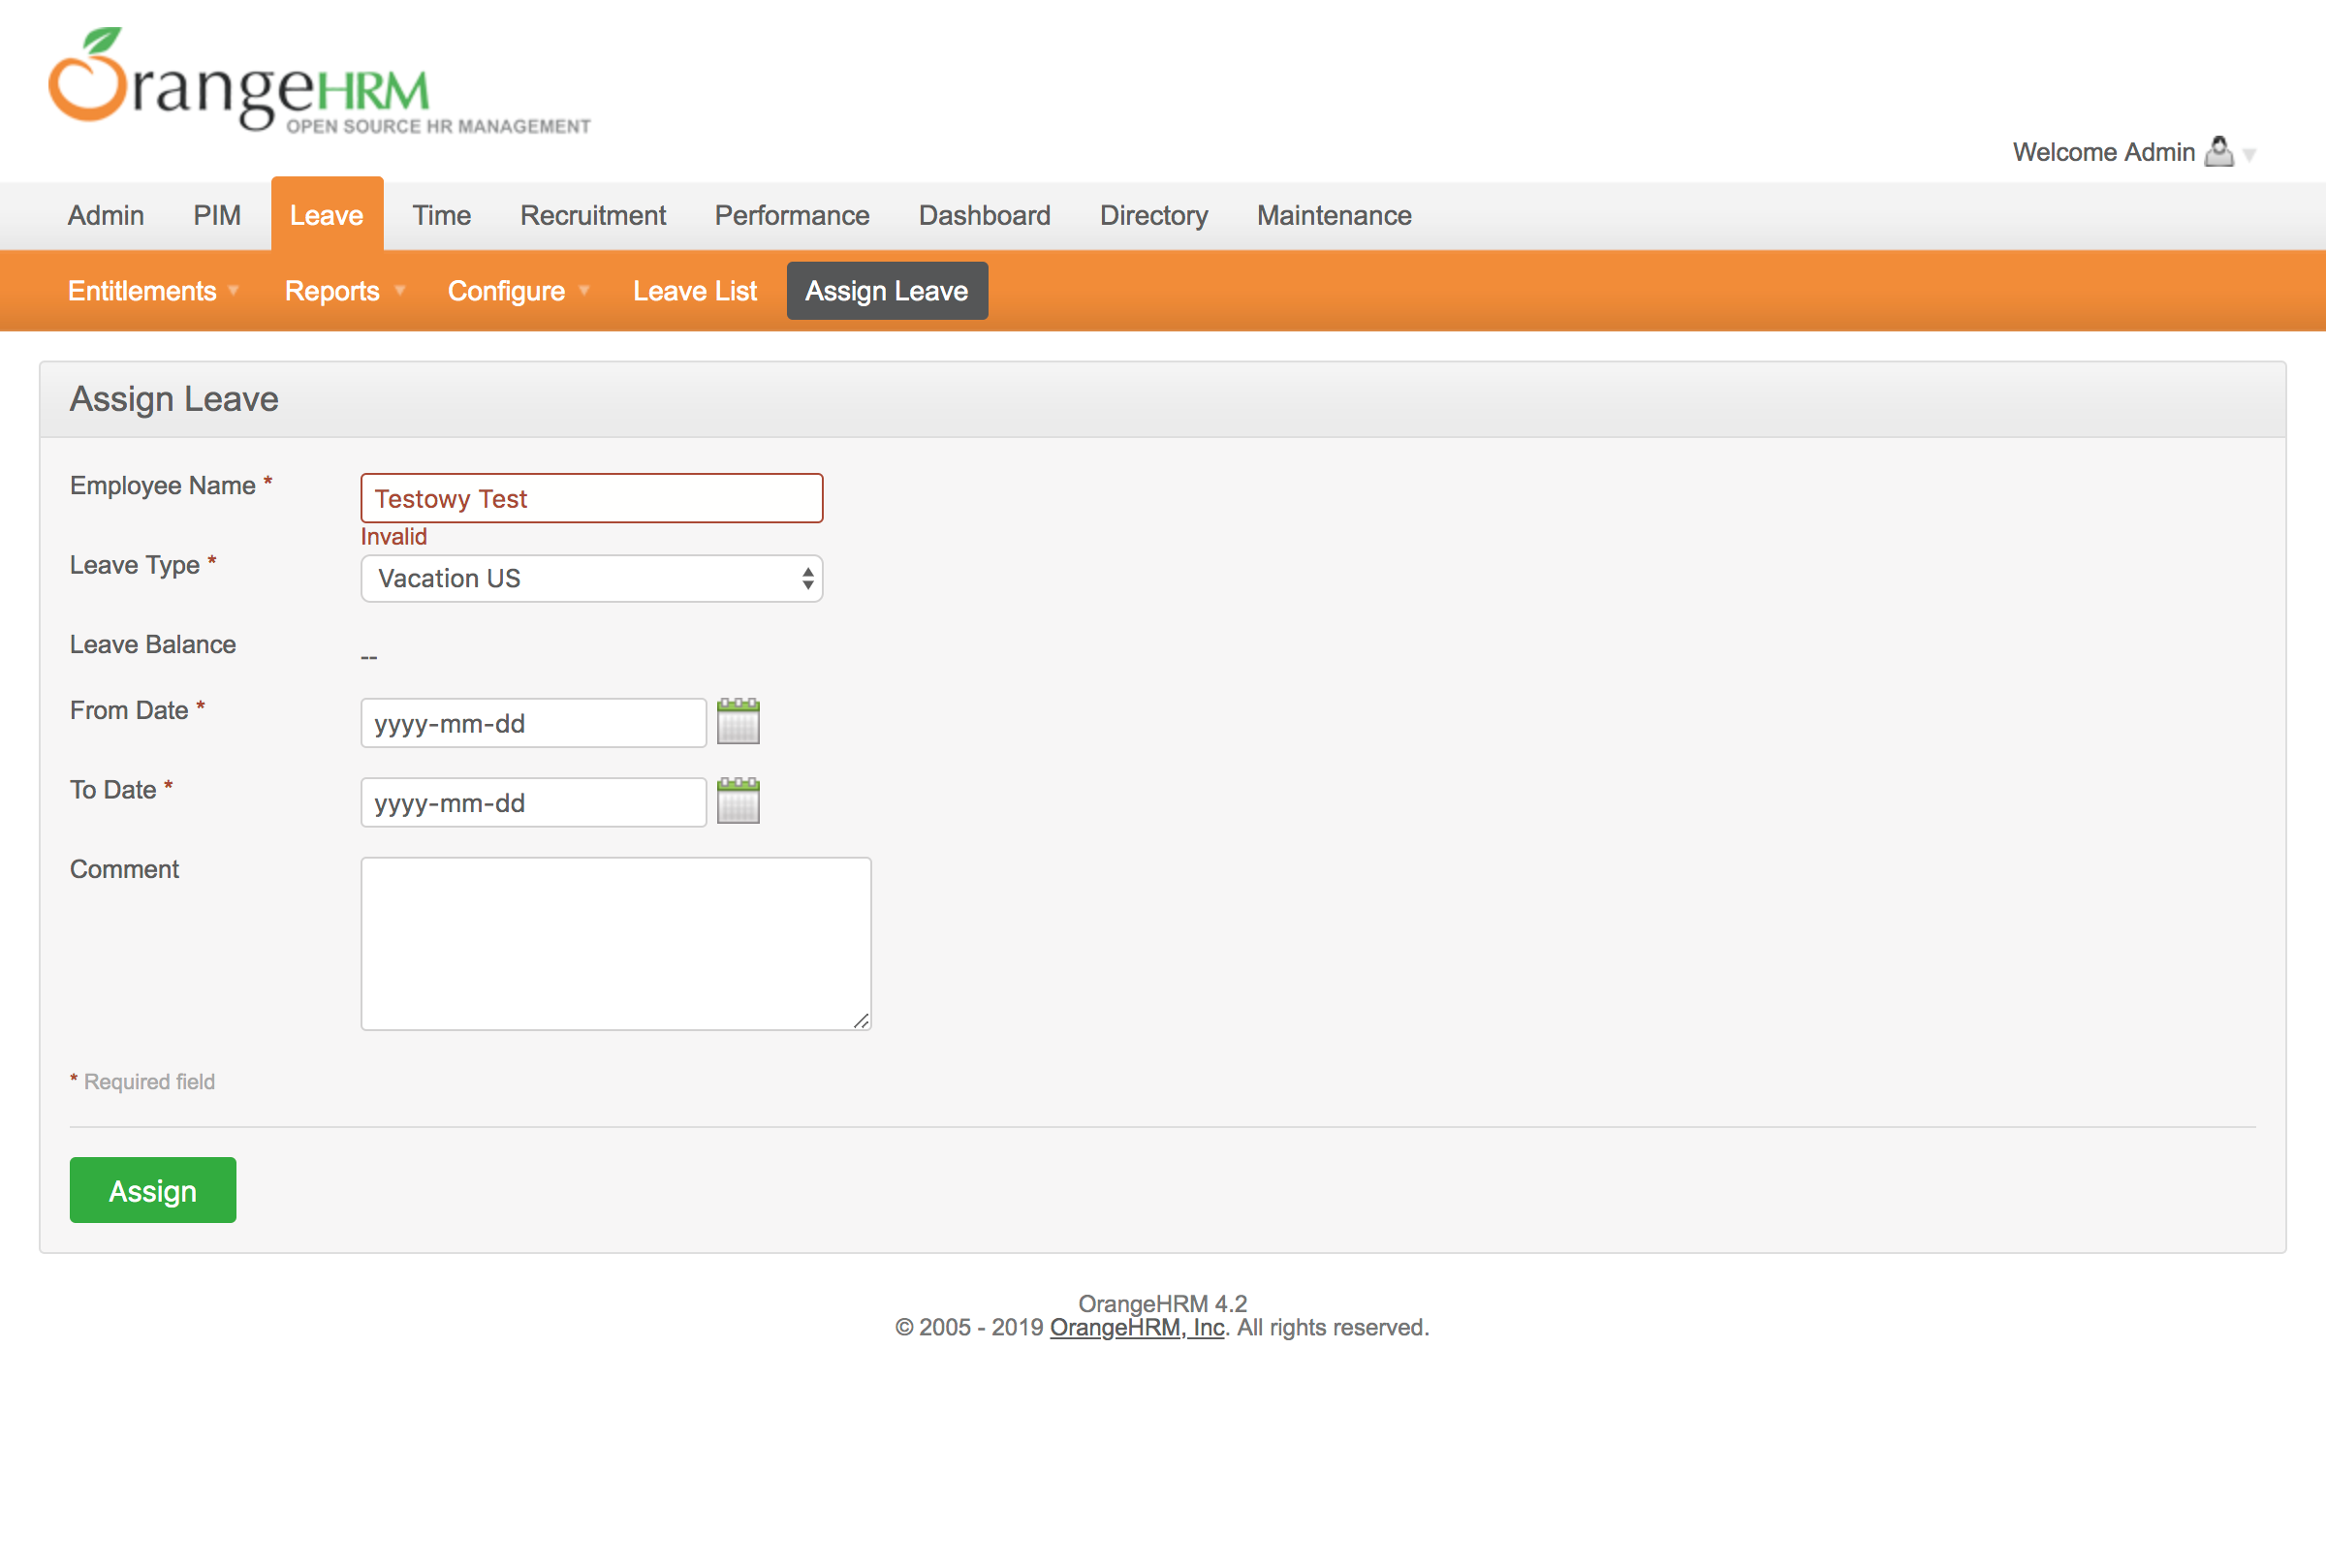 OrangeHRM
OPEN SOURCE HR MANAGEMENT
Welcome Admin
Admin PIM Leave Time Recruitment Performance Dashboard Directory Maintenance
Entitlements Reports Configure Leave List Assign Leave
Assign Leave
Employee Name * Testowy Test
Invalid
Leave Type * Vacation US
Leave Balance --
From Date * yyyy-mm-dd
To Date * yyyy-mm-dd
Comment
* Required field
Assign
OrangeHRM 4.2
© 2005 - 2019 OrangeHRM, Inc. All rights reserved.